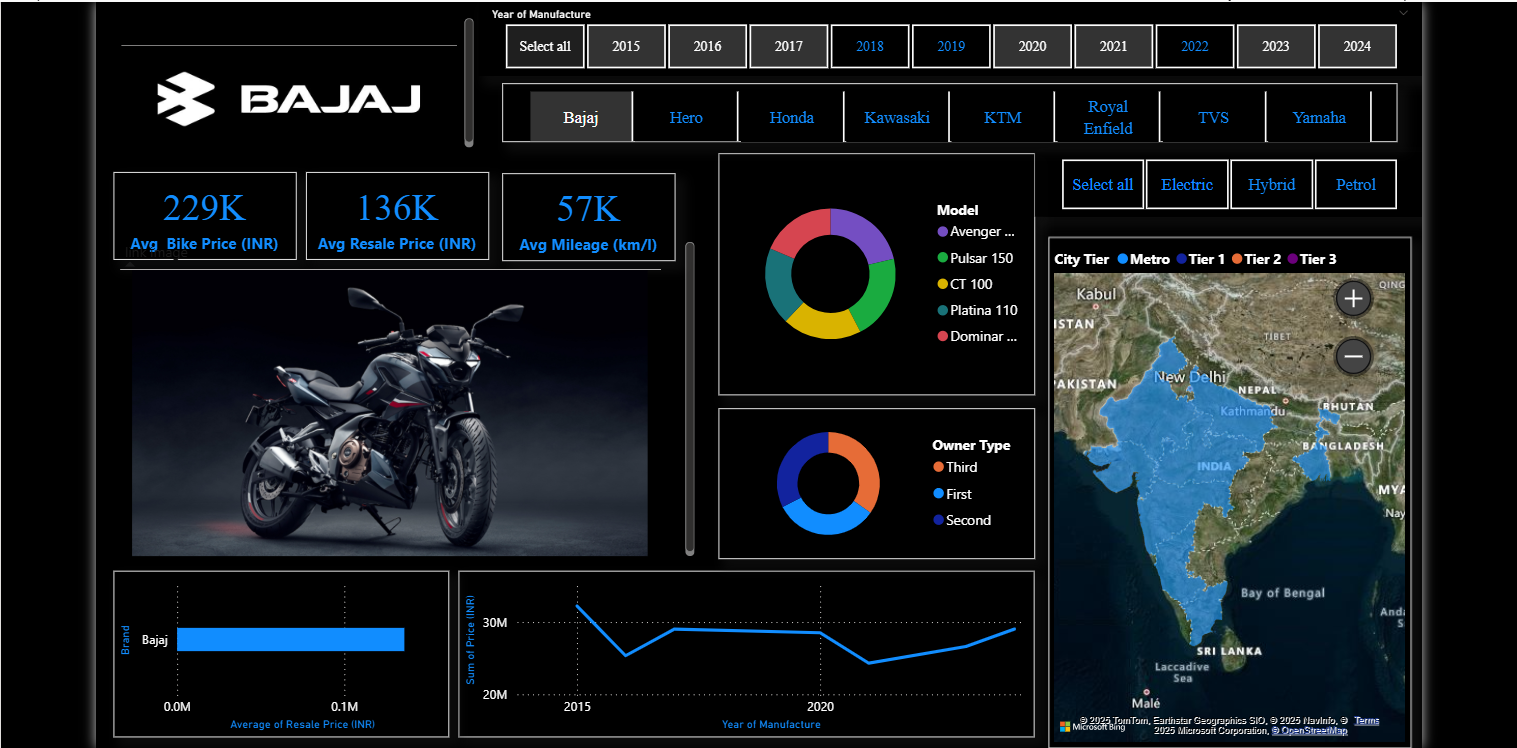 Year of Manufacture
Select all 2015 2016 2017 2018 2019 2020 2021 2022 2023 2024
BAJAJ
Bajaj Hero Honda Kawasaki KTM Royal Enfield TVS Yamaha
Select all Electric Hybrid Petrol
229K
Avg Bike Price (INR)
136K
Avg Resale Price (INR)
57K
Avg Mileage (km/l)
link image
Model
Avenger ...
Pulsar 150
CT 100
Platina 110
Dominar ...
Owner Type
Third
First
Second
City Tier Metro Tier 1 Tier 2 Tier 3
Kabul
QING
ISTAN
TIBET
New Delhi
PAKISTAN
NEPAL
Kathmandu
BHUTAN
BANGLADESH
INDIA
MYA
Nay
Bay of Bengal
Anda
S
SRI LANKA
Laccadive
Sea
Malé
Microsoft Bing
© 2025 TomTom, Earthstar Geographics SIO, © 2025 NavInfo, © Terms
2025 Microsoft Corporation, © OpenStreetMap
Brand
Bajaj
0.0M 0.1M
Average of Resale Price (INR)
Sum of Price (INR)
30M
20M
2015 2020
Year of Manufacture